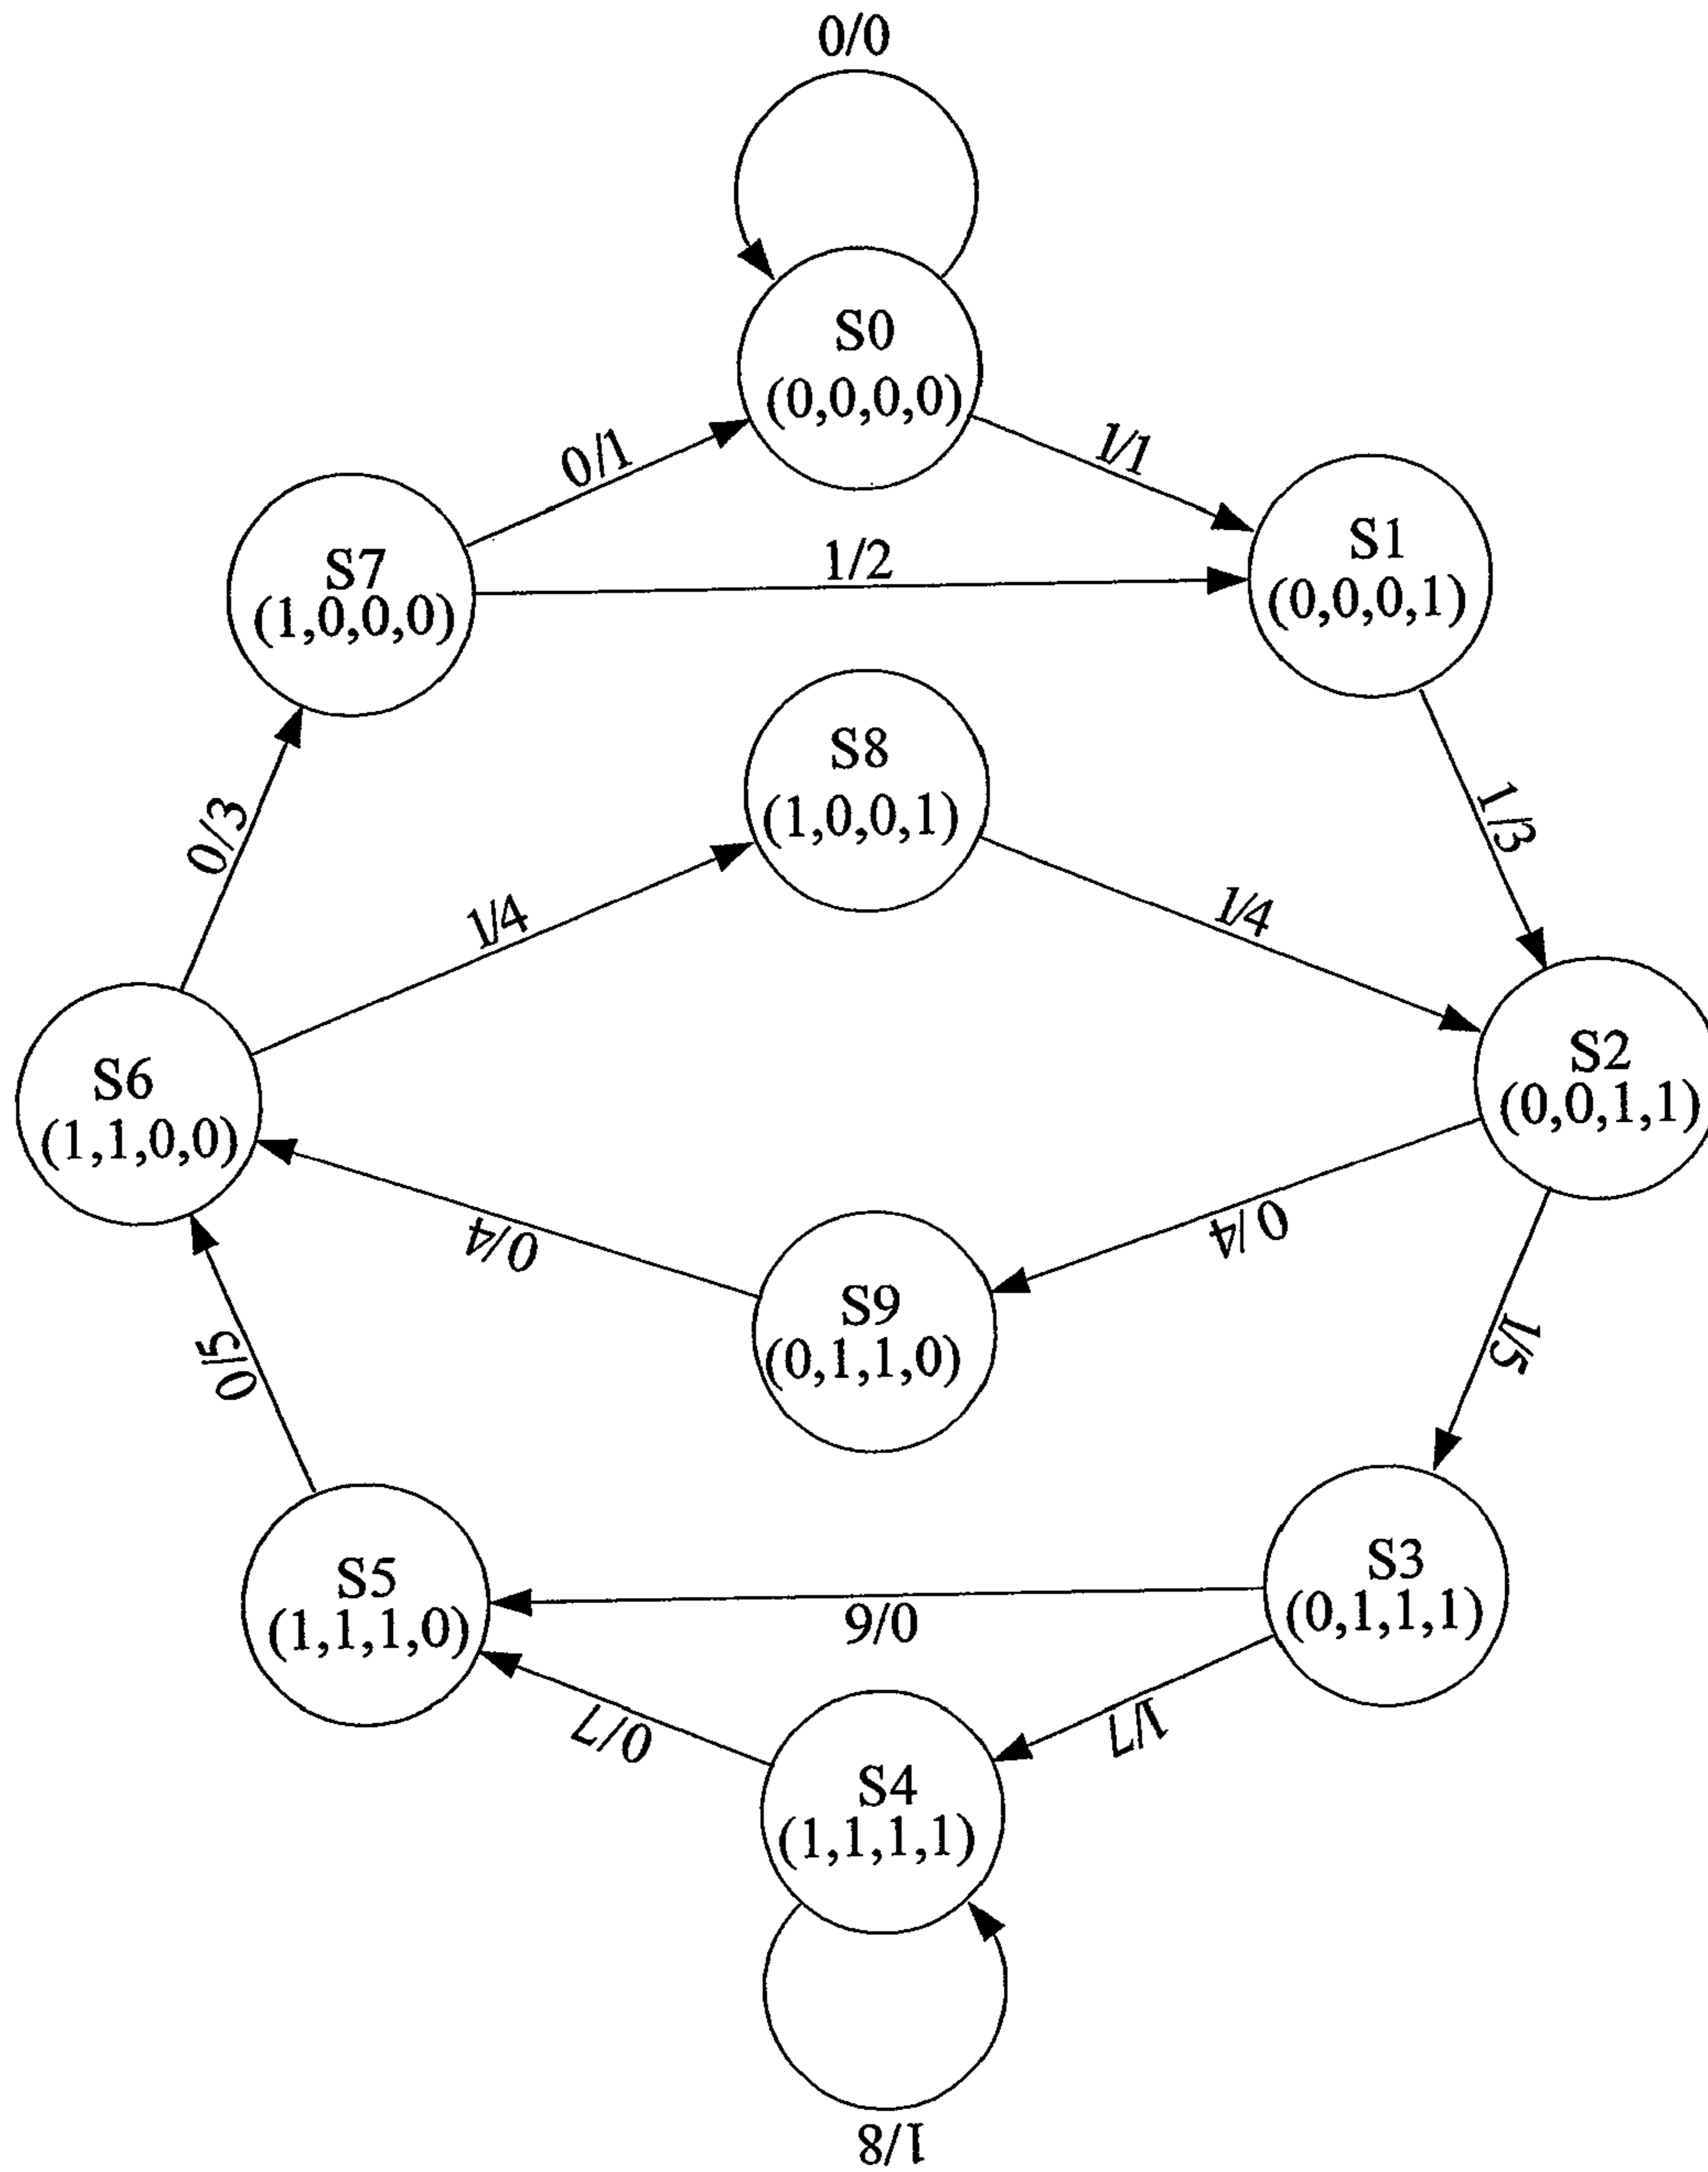 0/0
S0
(0,0,0,0)
0/1
1/1
S7
(1,0,0,0)
1/2
S1
(0,0,0,1)
S8
(1,0,0,1)
0/3
1/3
1/4
1/4
S6
(1,1,0,0)
S2
(0,0,1,1)
0/4
0/4
S9
(0,1,1,0)
0/5
1/5
S5
(1,1,1,0)
0/6
S3
(0,1,1,1)
0/7
1/7
S4
(1,1,1,1)
1/8